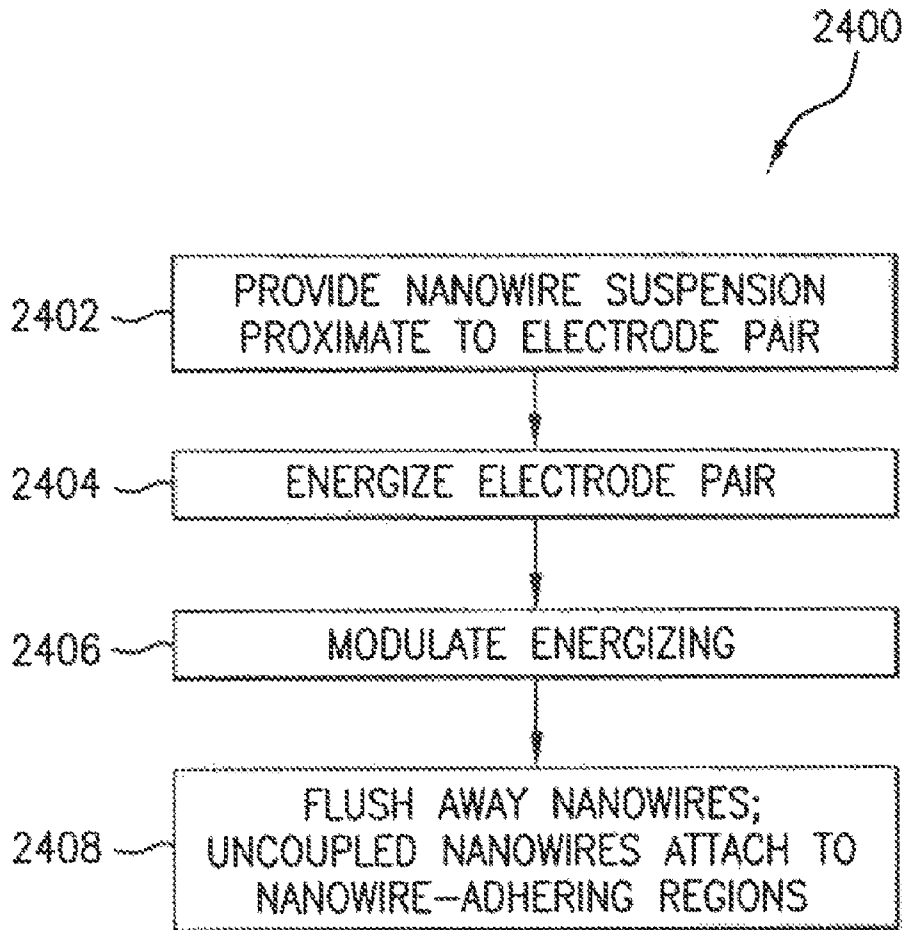 2400
2402
PROVIDE NANOWIRE SUSPENSION
PROXIMATE TO ELECTRODE PAIR
2404
ENERGIZE ELECTRODE PAIR
2406
MODULATE ENERGIZING
2408
FLUSH AWAY NANOWIRES;
UNCOUPLED NANOWIRES ATTACH TO
NANOWIRE-ADHERING REGIONS